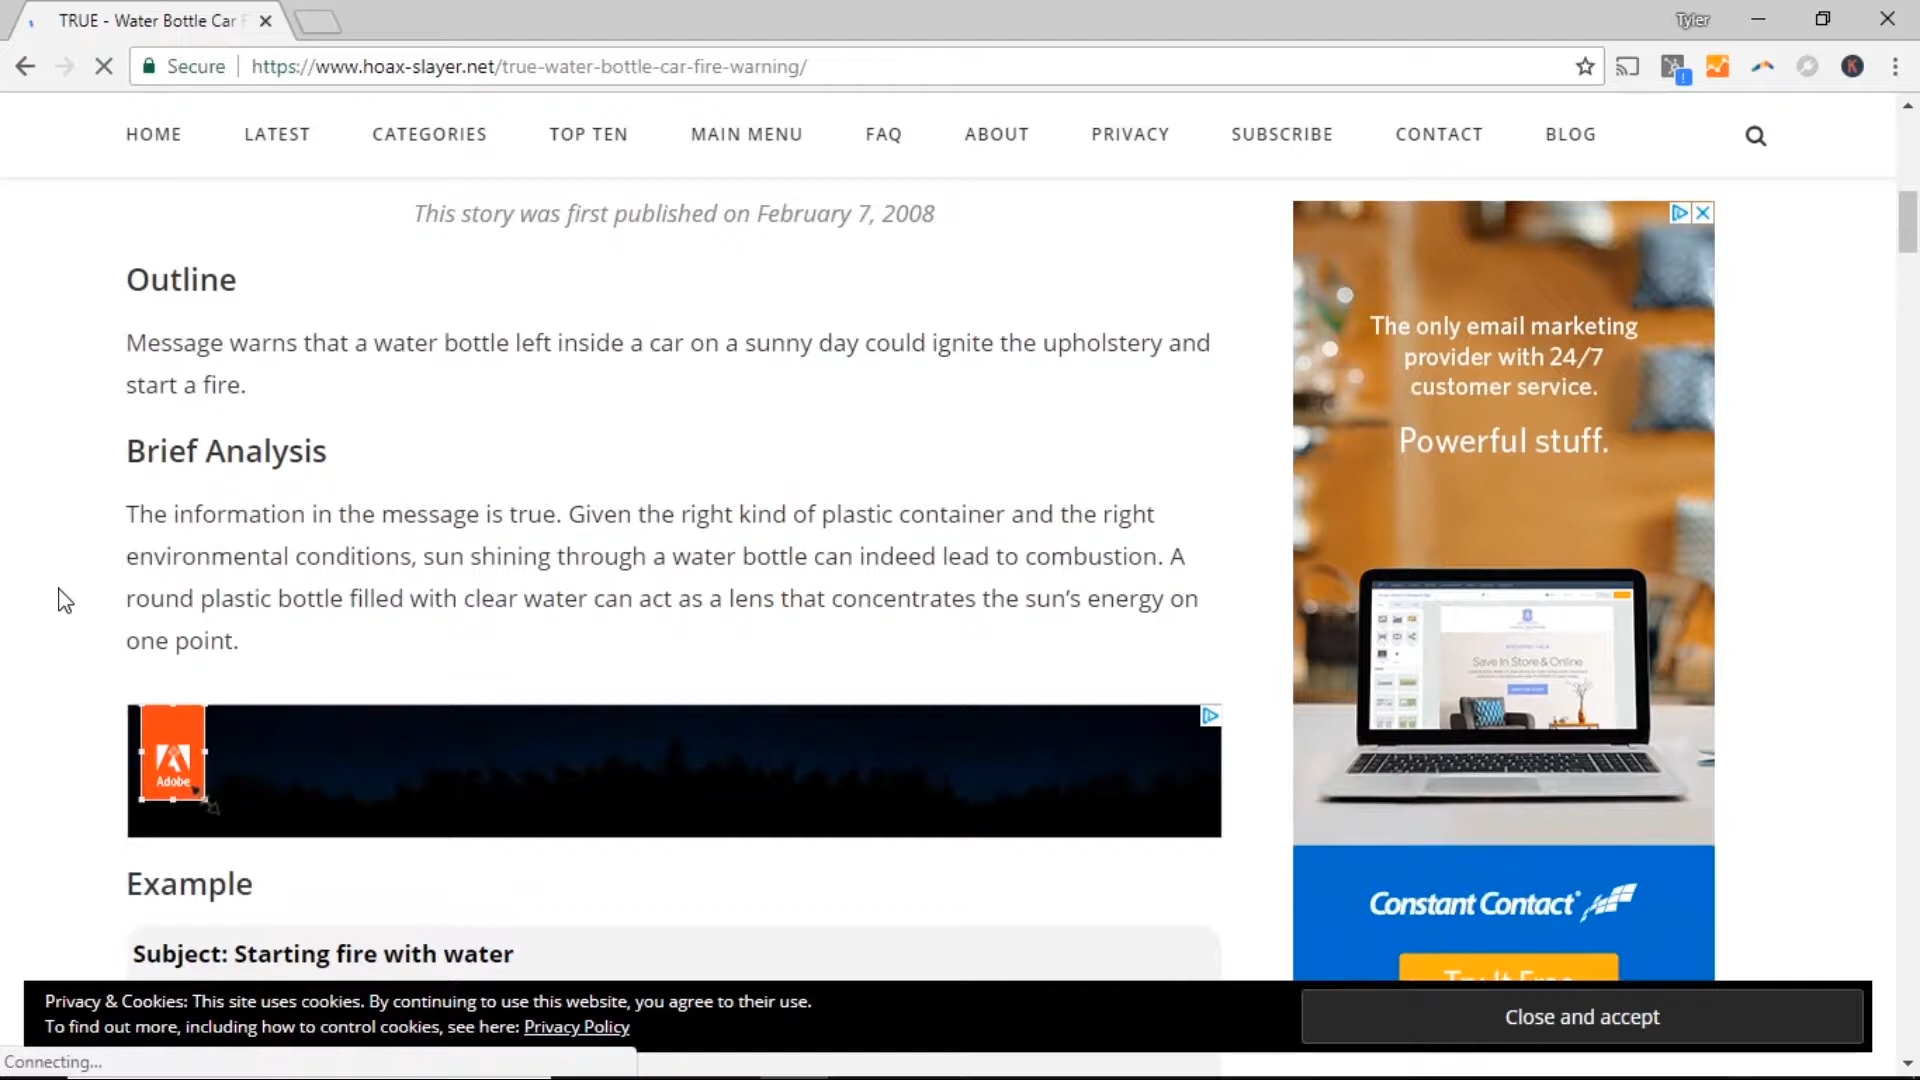 TRUE - Water Bottle Car
Tyler
Secure
https://www.hoax-slayer.net/true-water-bottle-car-fire-warning/
HOME LATEST CATEGORIES TOP TEN MAIN MENU FAQ ABOUT PRIVACY SUBSCRIBE CONTACT BLOG
This story was first published on February 7, 2008
Outline
Message warns that a water bottle left inside a car on a sunny day could ignite the upholstery and
start a fire.
Brief Analysis
The information in the message is true. Given the right kind of plastic container and the right
environmental conditions, sun shining through a water bottle can indeed lead to combustion. A
round plastic bottle filled with clear water can act as a lens that concentrates the sun's energy on
one point.
Adobe
Example
Subject: Starting fire with water
The only email marketing
provider with 24/7
customer service.
Powerful stuff.
Save In Store & Online
Constant Contact
Try It Free
Privacy & Cookies: This site uses cookies. By continuing to use this website, you agree to their use.
To find out more, including how to control cookies, see here: Privacy Policy
Close and accept
Connecting...